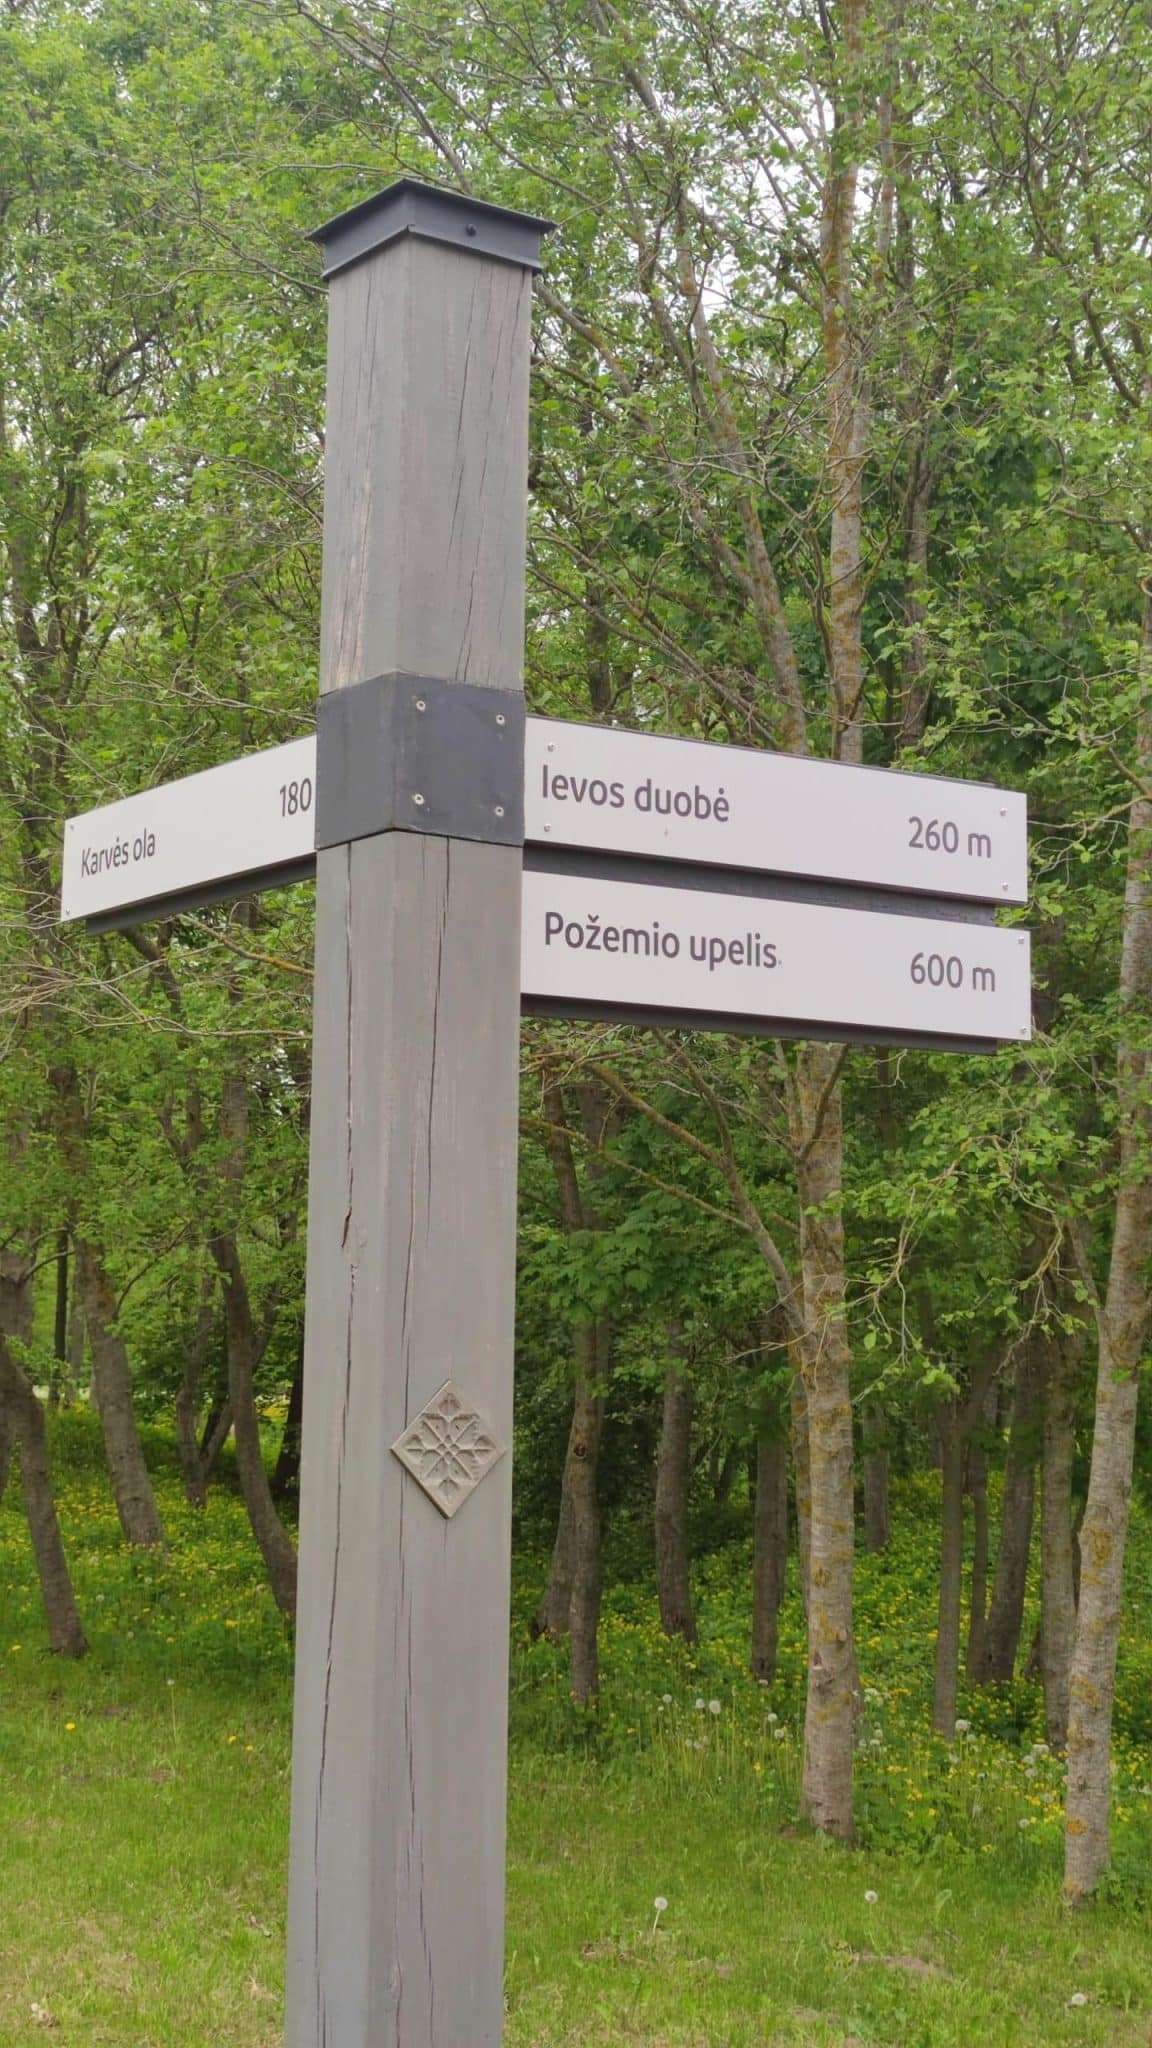 Karvės ola 180
Ievos duobė 260 m
Požemio upelis 600 m